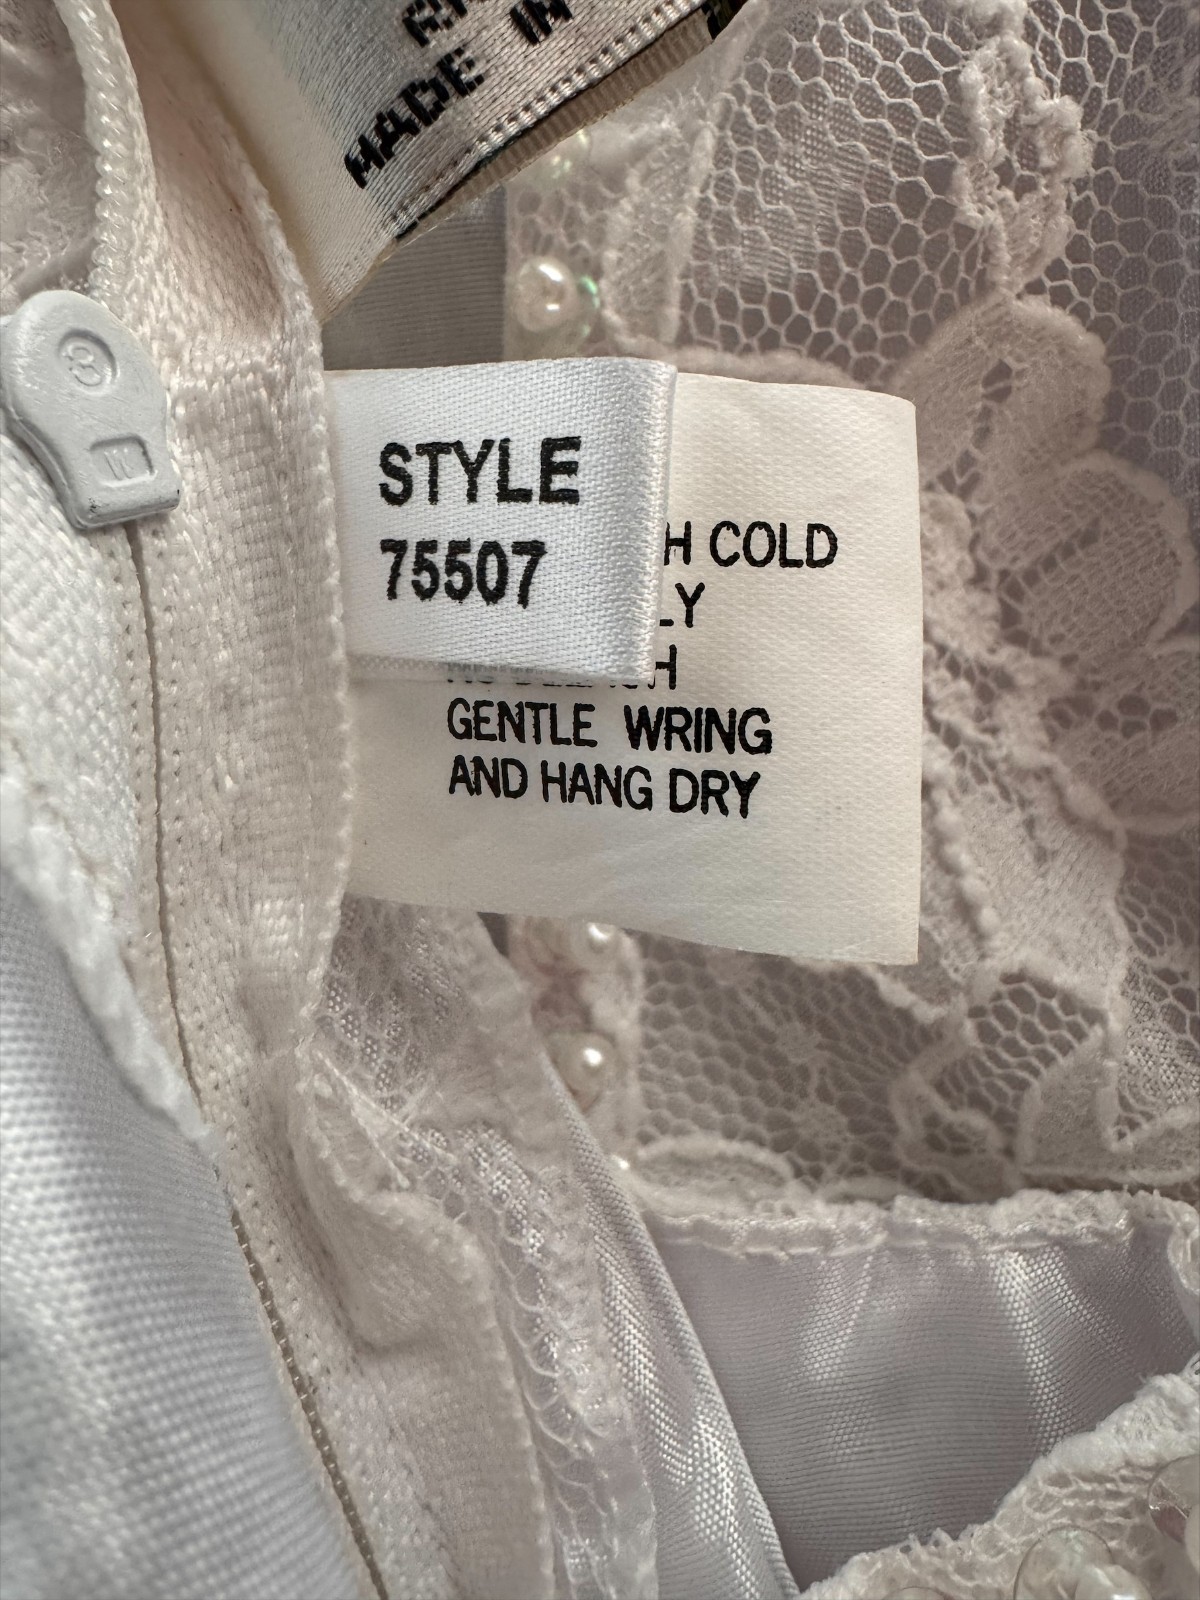 MADE IN
STYLE
75507
H COLD
LY
H
GENTLE WRING
AND HANG DRY